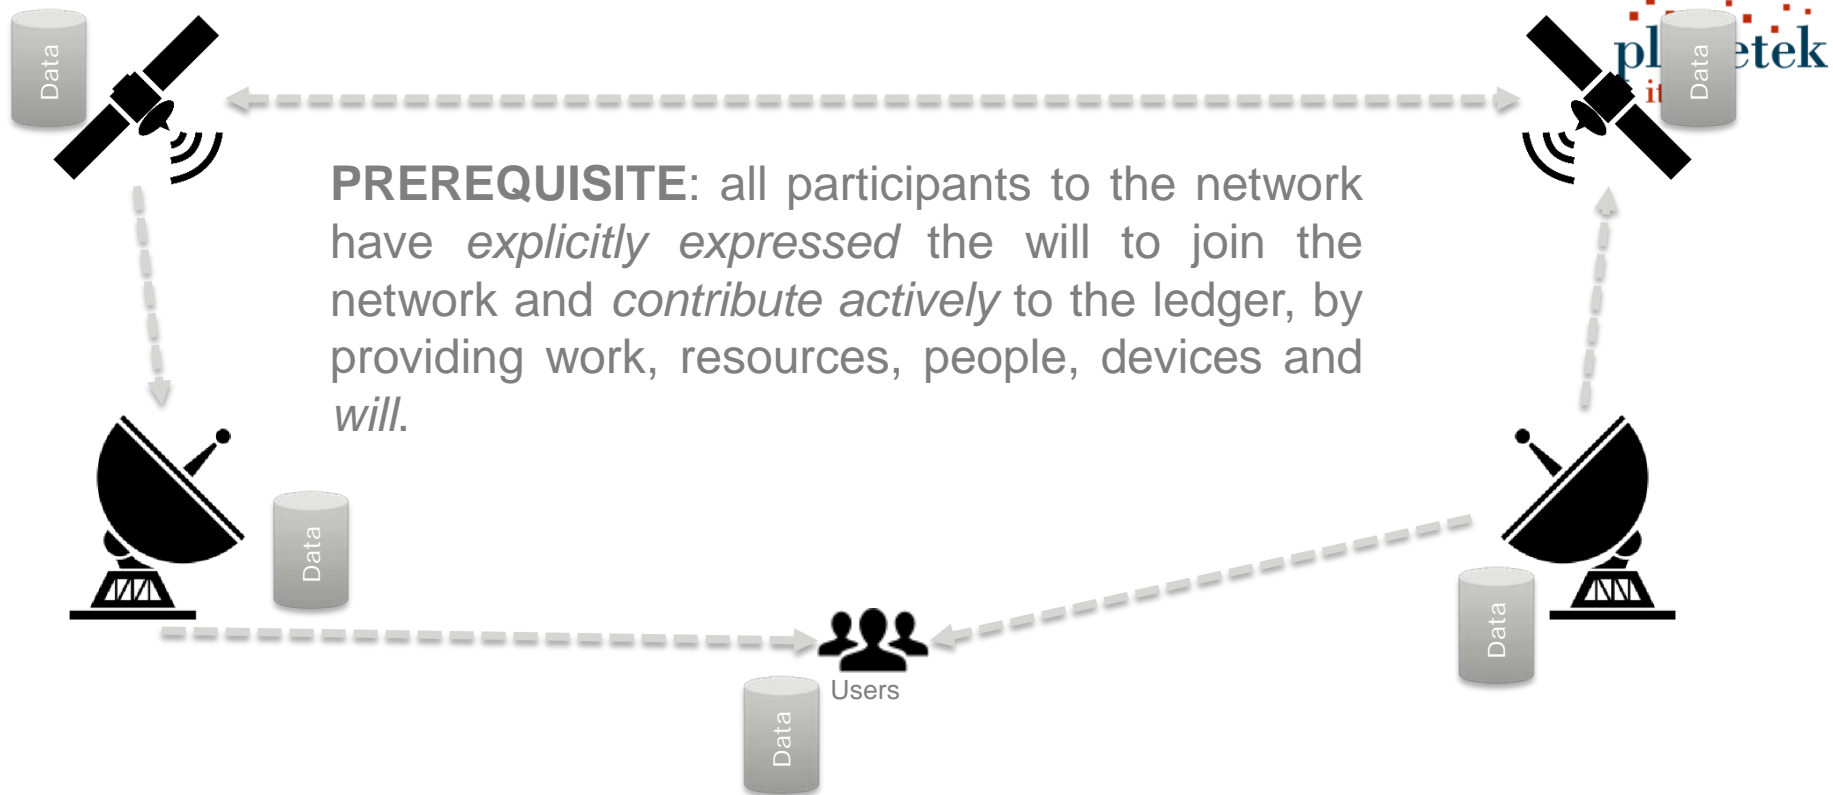 Data
Data
PREREQUISITE: all participants to the network
have explicitly expressed the will to join the
network and contribute actively to the ledger, by
providing work, resources, people, devices and
will.
Data
Data
Users
Data